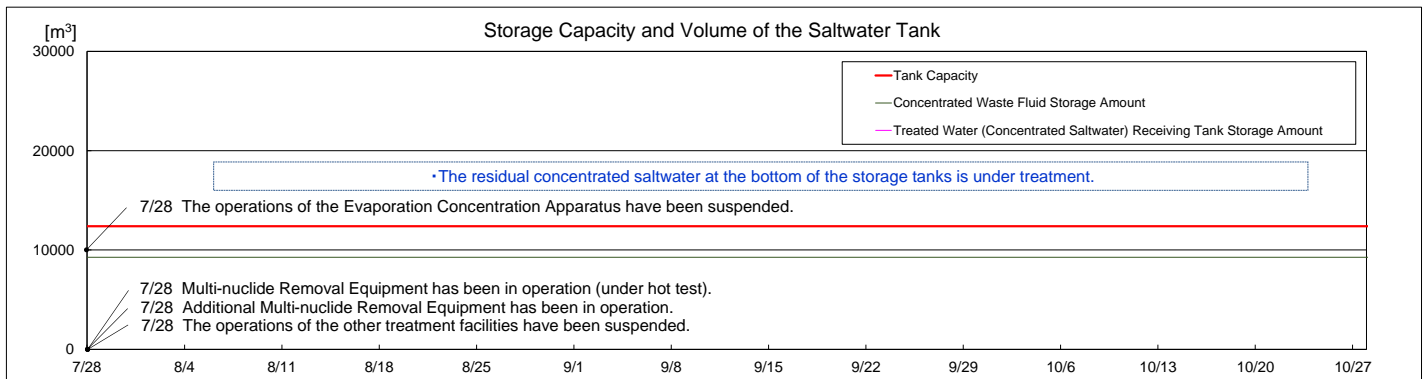 Storage Capacity and Volume of the Saltwater Tank
[m³]
30000
Tank Capacity
Concentrated Waste Fluid Storage Amount
Treated Water (Concentrated Saltwater) Receiving Tank Storage Amount
20000
・The residual concentrated saltwater at the bottom of the storage tanks is under treatment.
7/28 The operations of the Evaporation Concentration Apparatus have been suspended.
10000
7/28 Multi-nuclide Removal Equipment has been in operation (under hot test).
7/28 Additional Multi-nuclide Removal Equipment has been in operation.
7/28 The operations of the other treatment facilities have been suspended.
0
7/28 8/4 8/11 8/18 8/25 9/1 9/8 9/15 9/22 9/29 10/6 10/13 10/20 10/27